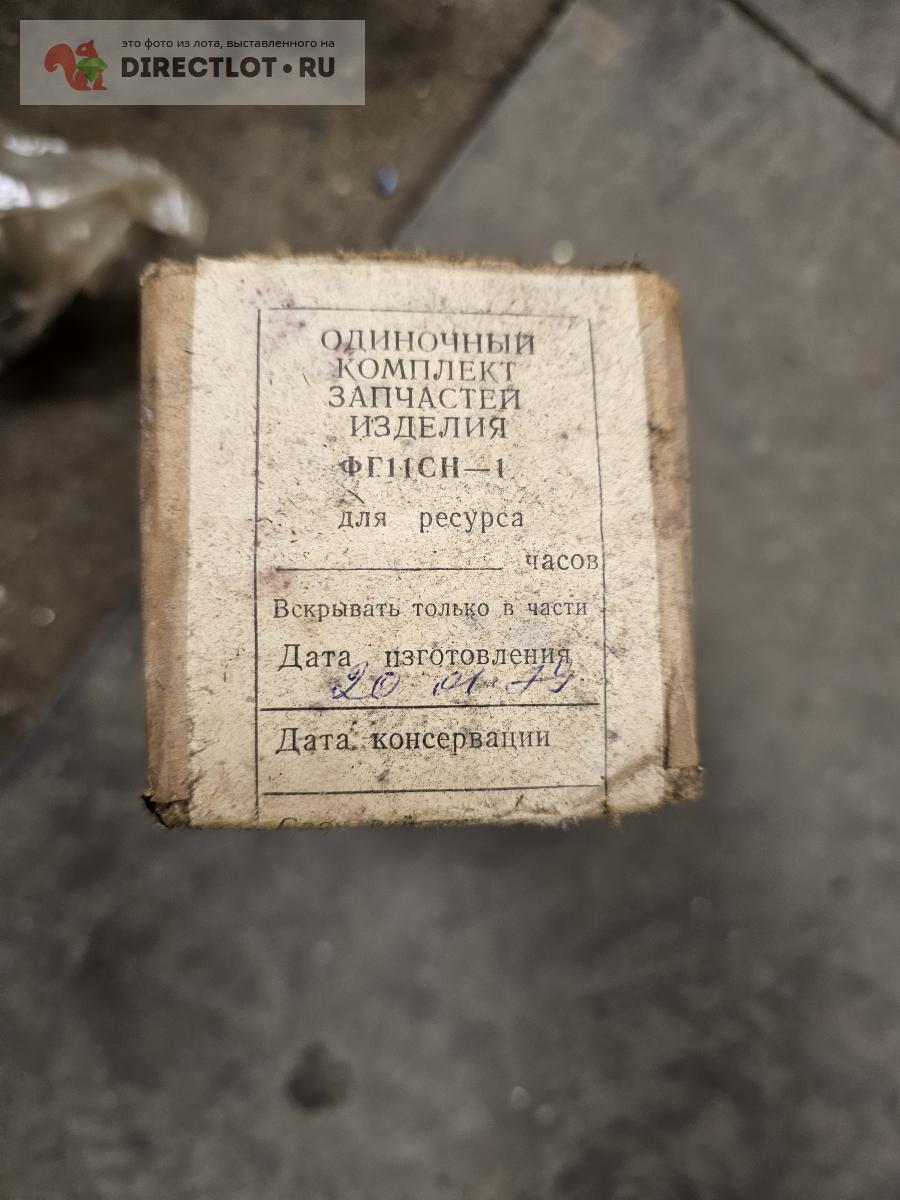 это фото из лота, выставленного на
DIRECTLOT.RU
ОДИНОЧНЫЙ
КОМПЛЕКТ
ЗАПЧАСТЕЙ
ИЗДЕЛИЯ
ФГ11СН—1
для ресурса
часов
Вскрывать только в части
Дата изготовления
20 01
Дата консервации